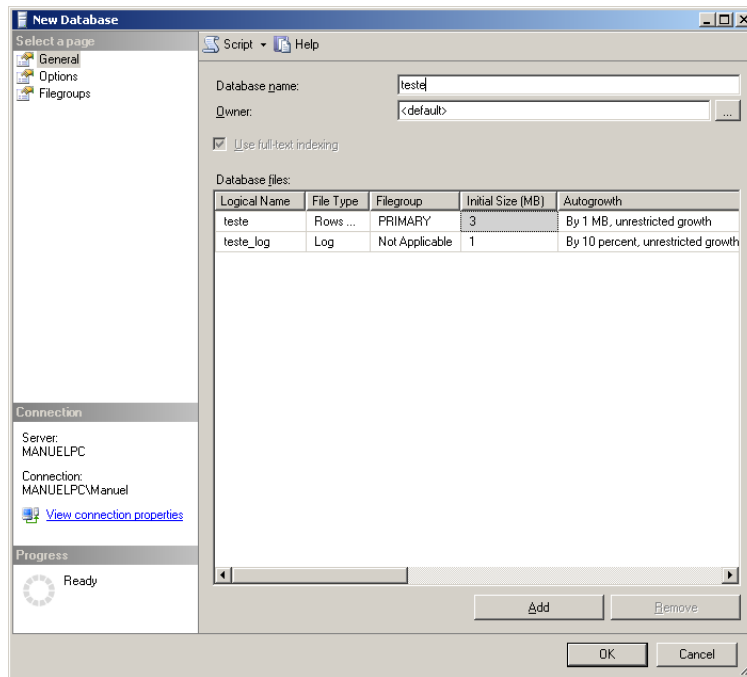 New Database
Select a page
General
Options
Filegroups
Script
Help
Database name:
teste
Owner:
<default>
...
Use full-text indexing
Database files:
Logical Name File Type Filegroup Initial Size (MB) Autogrowth
teste Rows ... PRIMARY 3 By 1 MB, unrestricted growth
teste_log Log Not Applicable 1 By 10 percent, unrestricted growth
Connection
Server:
MANUELPC
Connection:
MANUELPC\Manuel
View connection properties
Progress
Ready
Add
Remove
OK
Cancel